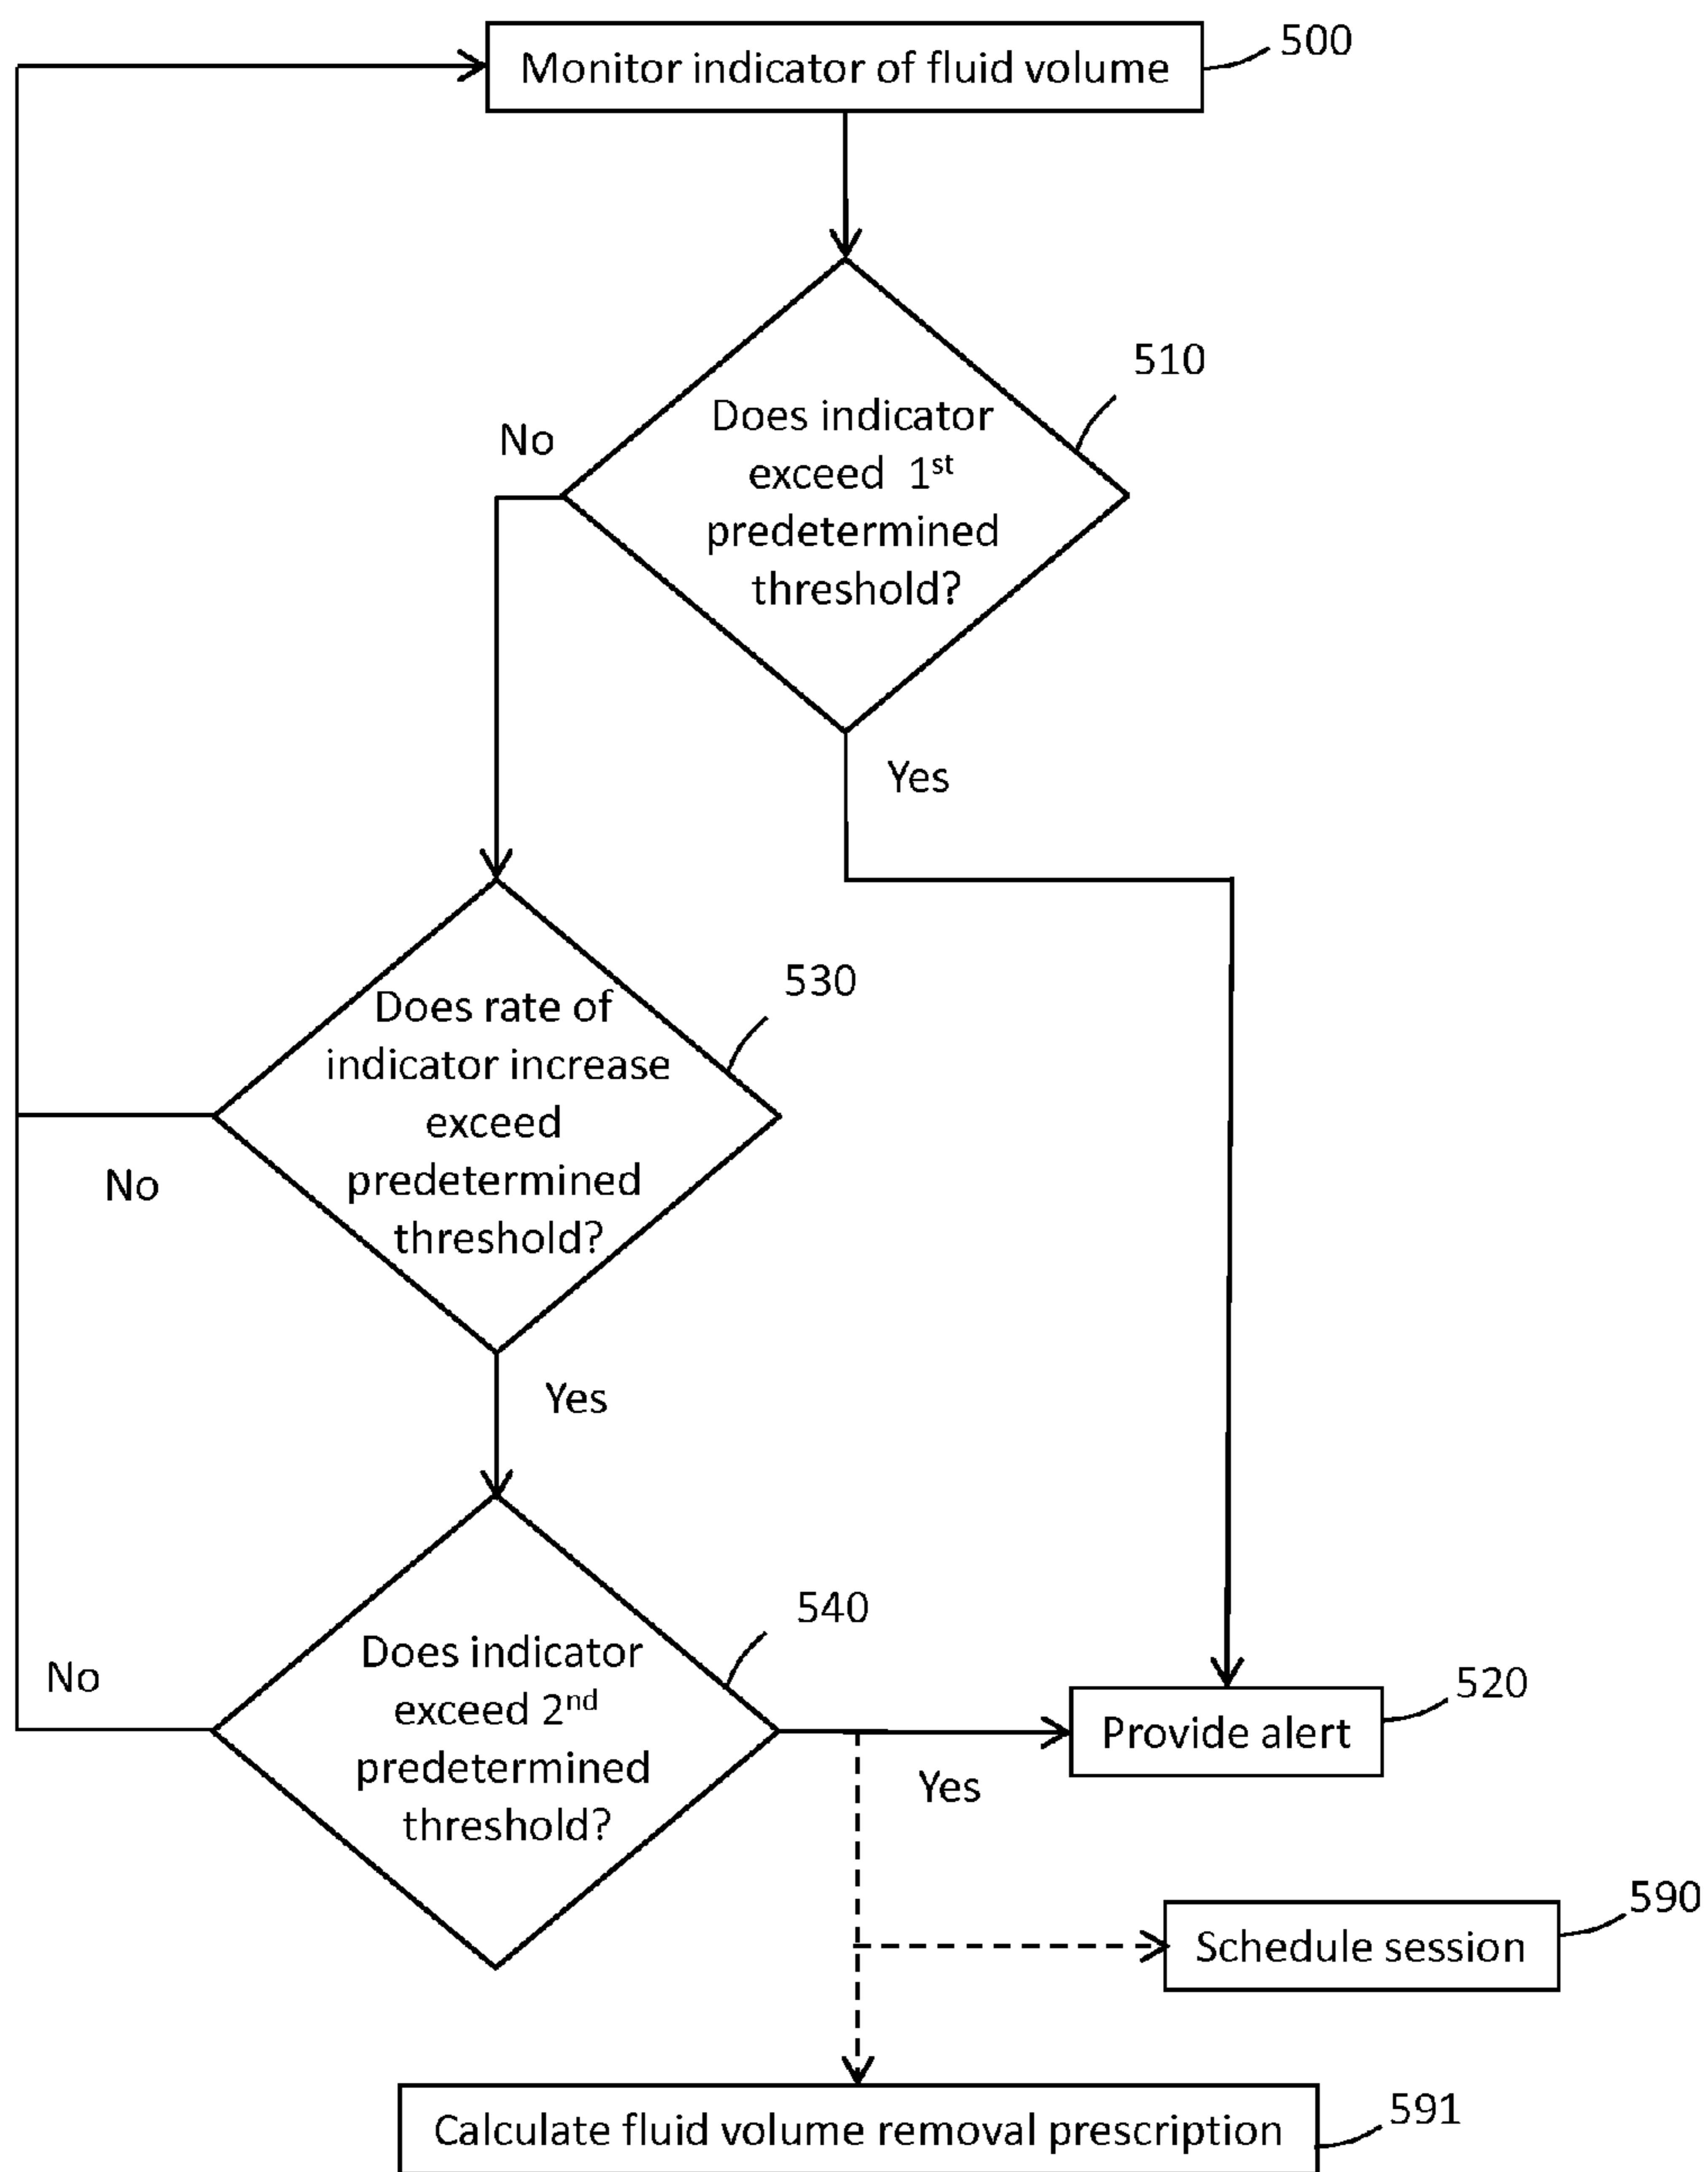 Monitor indicator of fluid volume
500
510
Does indicator
exceed 1st
predetermined
threshold?
No
Yes
530
Does rate of
indicator increase
exceed
predetermined
threshold?
No
Yes
540
Does indicator
exceed 2nd
predetermined
threshold?
No
Yes
520
Provide alert
590
Schedule session
591
Calculate fluid volume removal prescription